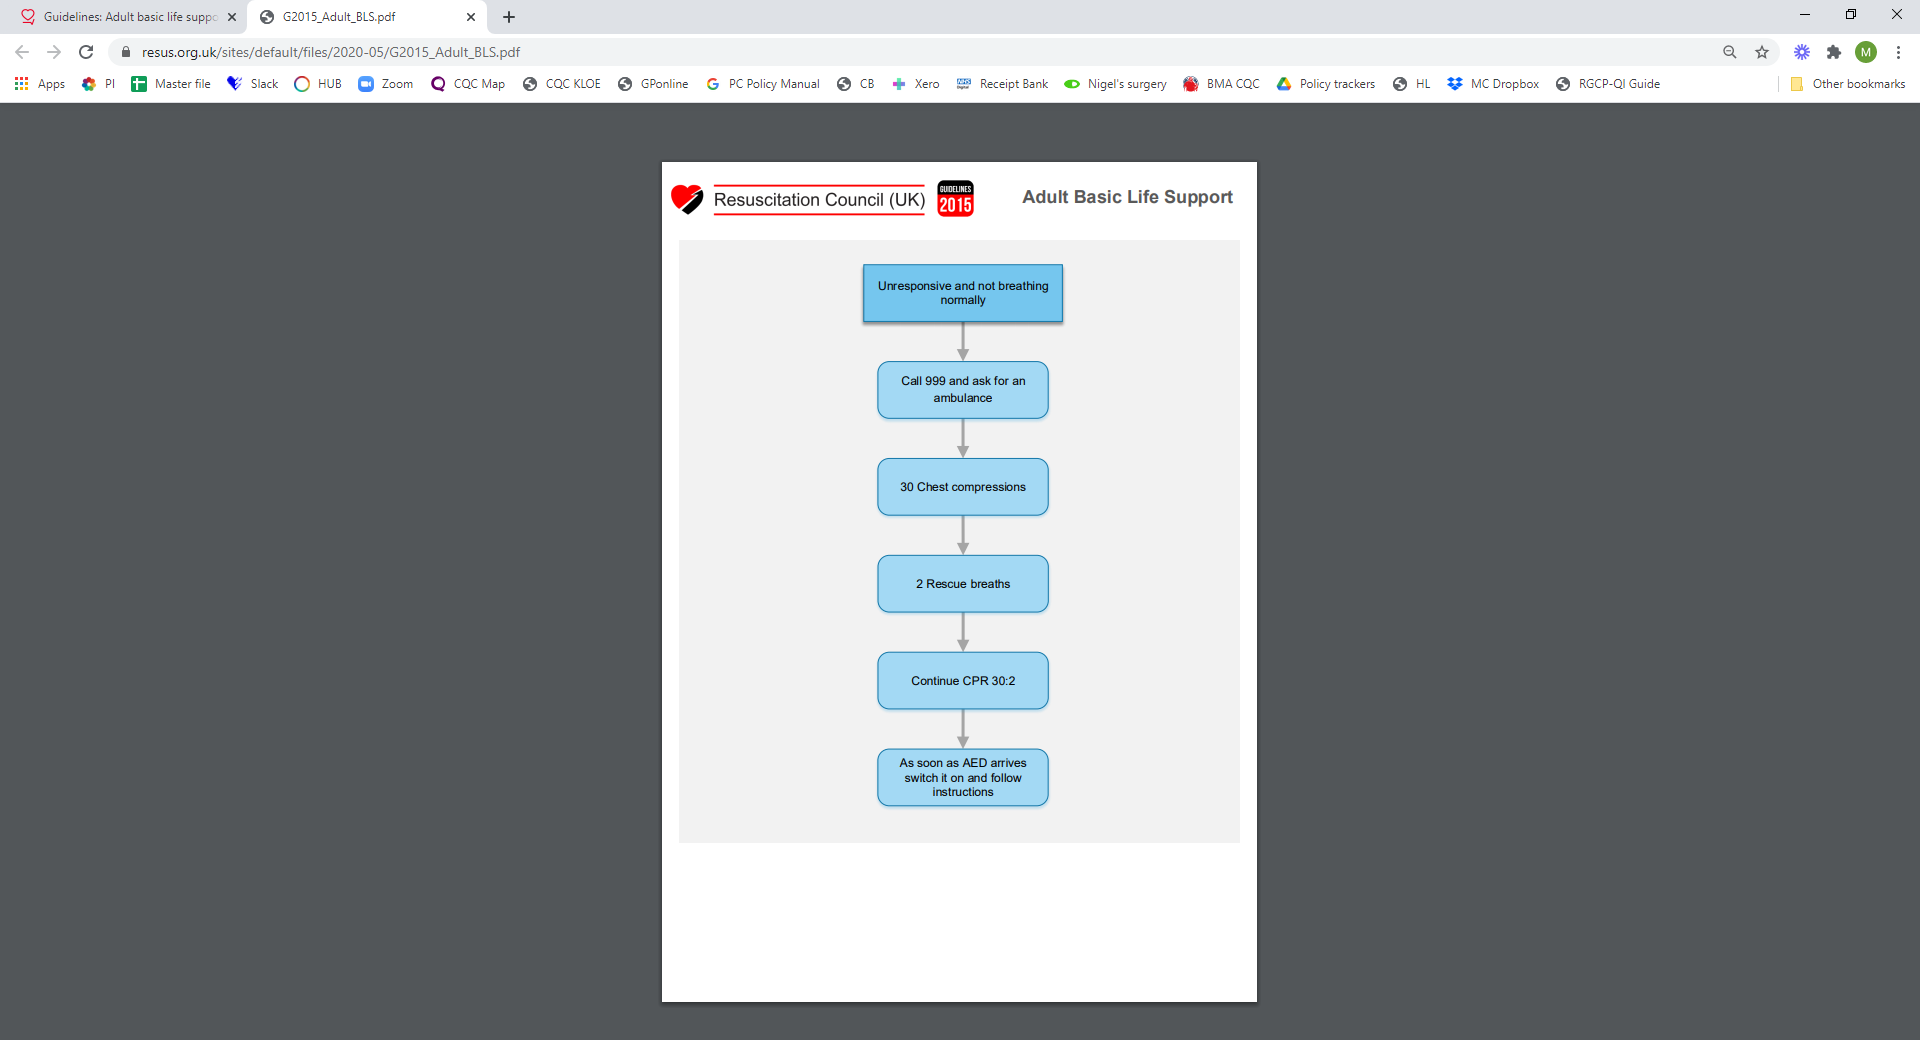 Guidelines: Adult basic life suppo
G2015_Adult_BLS.pdf
resus.org.uk/sites/default/files/2020-05/G2015_Adult_BLS.pdf
M
Apps
PI
Master file
Slack
HUB
Zoom
CQC Map
CQC KLOE
GPonline
PC Policy Manual
CB
Xero
Receipt Bank
Nigel's surgery
BMA CQC
Policy trackers
HL
MC Dropbox
RGCP-QI Guide
Other bookmarks
Resuscitation Council (UK)
GUIDELINES
2015
Adult Basic Life Support
Unresponsive and not breathing
normally
Call 999 and ask for an
ambulance
30 Chest compressions
2 Rescue breaths
Continue CPR 30:2
As soon as AED arrives
switch it on and follow
instructions